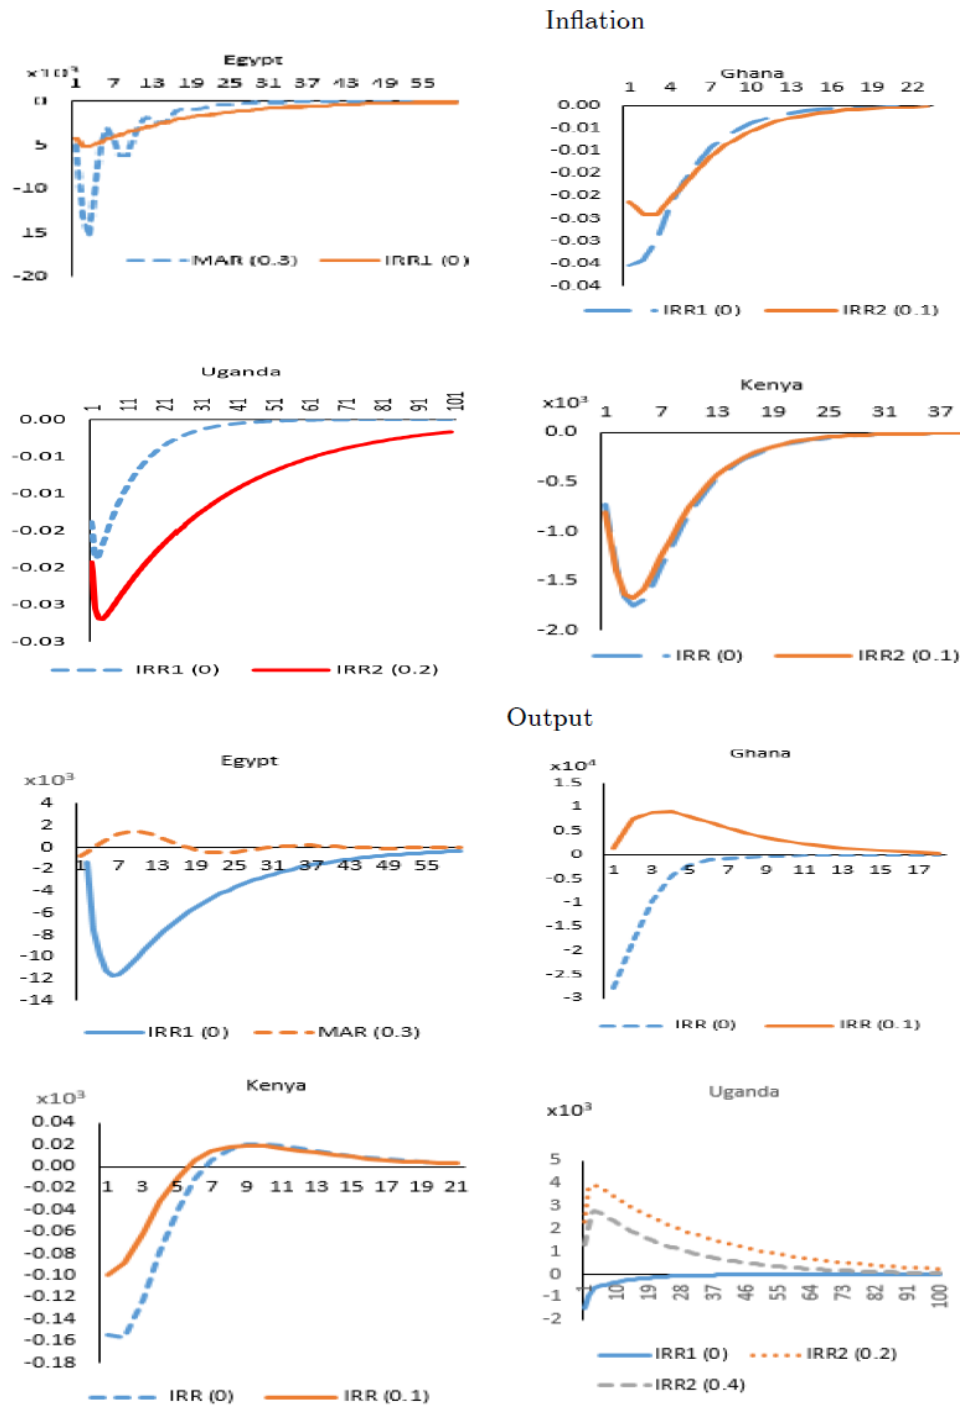 Inflation
Egypt
x10³
1 7 13 19 25 31 37 43 49 55
0
5
-10
15
-20
MAR (0.3) IRR1 (0)
Ghana
1 4 7 10 13 16 19 22
0.00
-0.01
-0.01
-0.02
-0.02
-0.03
-0.03
-0.04
-0.04
IRR1 (0) IRR2 (0.1)
Uganda
1 11 21 31 41 51 61 71 81 91 101
0.00
-0.01
-0.01
-0.02
-0.02
-0.03
-0.03
IRR1 (0) IRR2 (0.2)
Kenya
x10³
1 7 13 19 25 31 37
0.0
-0.5
-1.0
-1.5
-2.0
IRR (0) IRR2 (0.1)
Output
Egypt
x10³
4
2
0
-2
-4
-6
-8
-10
-12
-14
1 7 13 19 25 31 37 43 49 55
IRR1 (0) MAR (0.3)
Ghana
x10⁴
1.5
1
0.5
0
-0.5
-1
-1.5
-2
-2.5
-3
1 3 5 7 9 11 13 15 17
IRR (0) IRR (0.1)
Kenya
x10³
0.04
0.02
0.00
-0.02
-0.04
-0.06
-0.08
-0.10
-0.12
-0.14
-0.16
-0.18
1 3 5 7 9 11 13 15 17 19 21
IRR (0) IRR (0.1)
Uganda
x10³
5
4
3
2
1
0
-1
-2
1 10 19 28 37 46 55 64 73 82 91 100
IRR1 (0) IRR2 (0.2)
IRR2 (0.4)